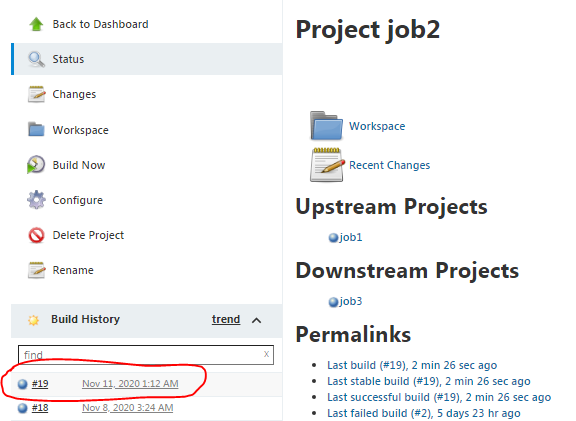 Back to Dashboard
Status
Changes
Workspace
Build Now
Configure
Delete Project
Rename
Build History trend
find x
#19 Nov 11, 2020 1:12 AM
#18 Nov 8, 2020 3:24 AM
Project job2
Workspace
Recent Changes
Upstream Projects
job1
Downstream Projects
job3
Permalinks
Last build (#19), 2 min 26 sec ago
Last stable build (#19), 2 min 26 sec ago
Last successful build (#19), 2 min 26 sec ago
Last failed build (#2), 5 days 23 hr ago